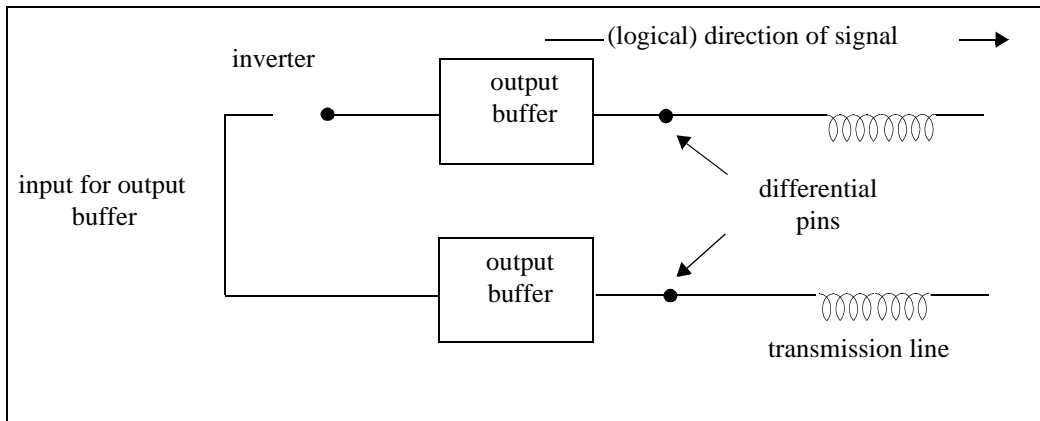 (logical) direction of signal
inverter
output
buffer
input for output
buffer
differential
pins
output
buffer
transmission line